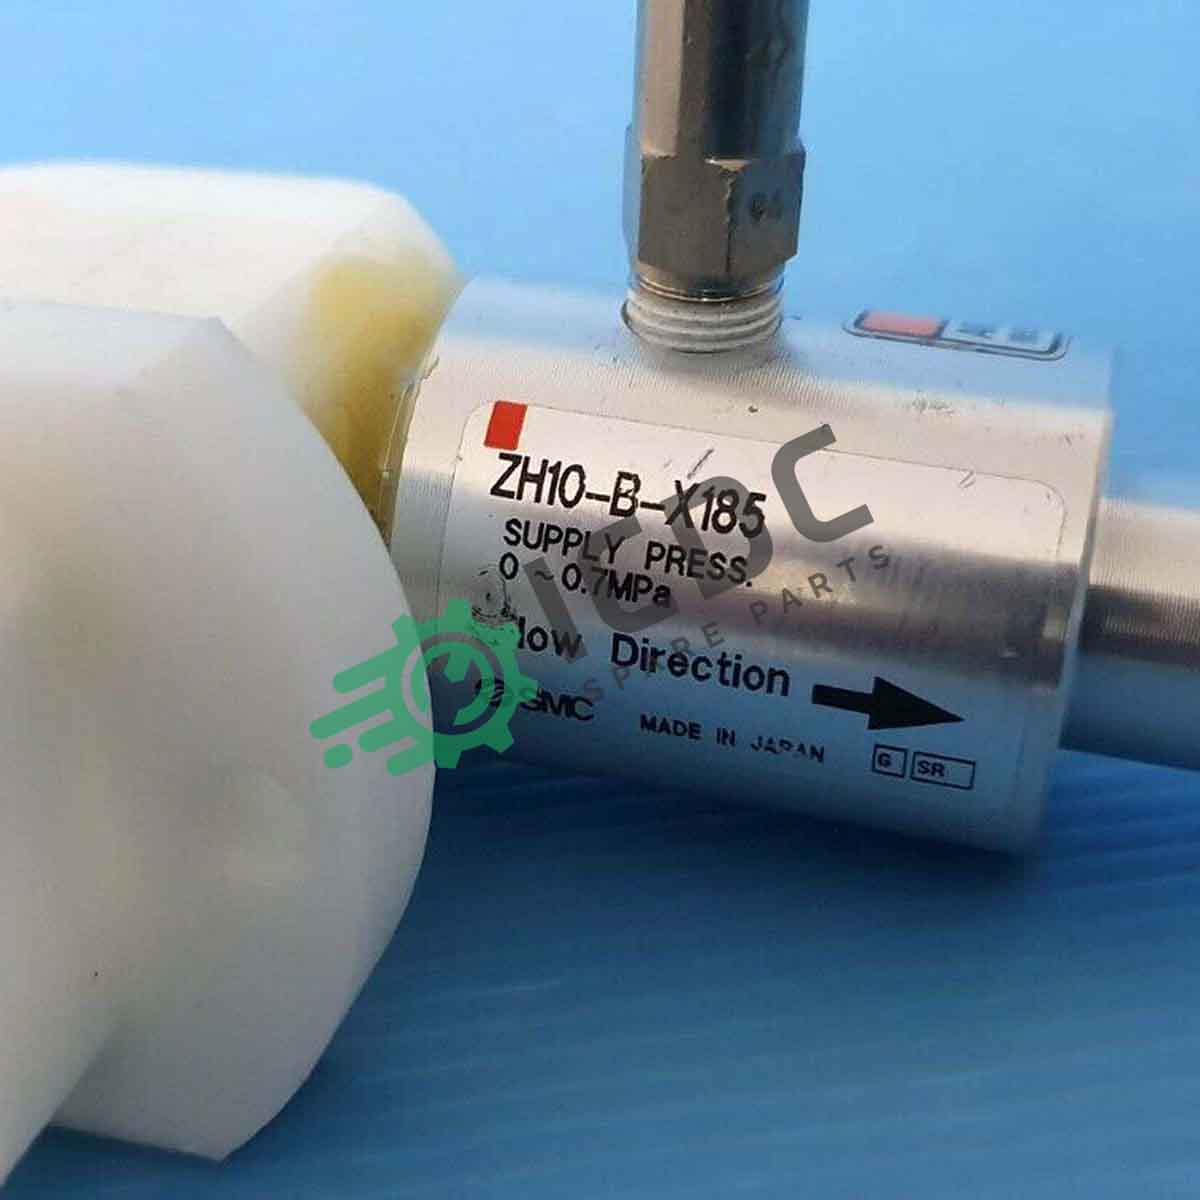 ZH10-B-X185
SUPPLY PRESS.
0 ~ 0.7MPa
Flow Direction
SMC
MADE IN JAPAN
G SR
ICDC
SPARE PARTS